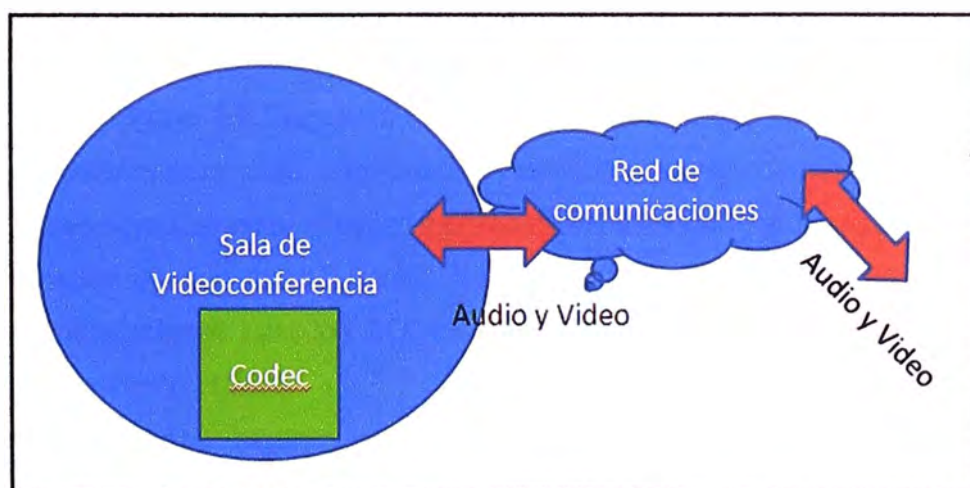 Sala de
Videoconferencia
Codec
Red de
comunicaciones
Audio y Video
Audio y Video